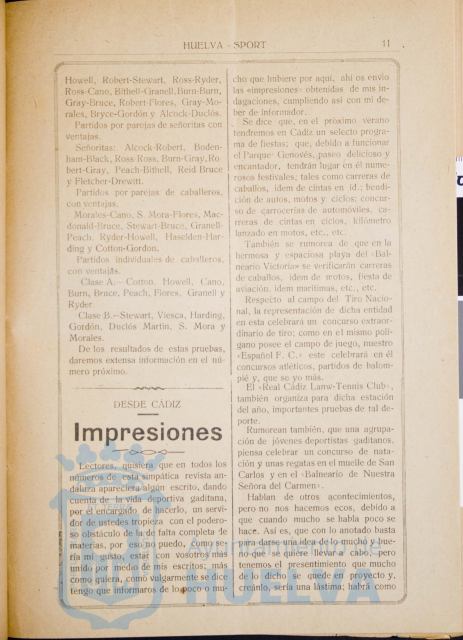 HUELVA - SPORT
11
Howell, Robert-Stewart, Ross-Ryder,
Ross-Cano, Bithell-Granell, Burn-Burn,
Gray-Bruce, Robert-Flores, Gray-Mo-
rales, Bryce-Gordón y Alcock-Duclós.
Partidos por parejas de señoritas con
ventajas.
Señoritas: Alcock-Robert, Boden-
ham-Black, Ross Ross, Burn-Gray, Ro-
bert-Gray, Peach-Bithell, Reid Bruce
y Fletcher-Drewitt.
Partidos por parejas de caballeros,
con ventajas.
Morales-Cano, S. Mora-Flores, Mac-
donald-Bruce, Stewart-Bruce, Granell-
Peach, Ryder-Howell, Haselden-Har-
ding y Cotton-Gordon.
Partidos individuales de caballeros,
con ventajas.
Clase A.—Cotton, Howell, Cano,
Burn, Bruce, Peach, Flores, Granell y
Ryder.
Clase B.—Stewart, Viesca, Harding,
Gordón, Duclós Martin, S. Mora y
Morales.
De los resultados de estas pruebas,
daremos extensa información en el nú-
mero próximo.
DESDE CÁDIZ
Impresiones
Lectores, quisiera que en todos los
números de esta simpática revista an-
daluza apareciera algún escrito, dando
cuenta de la vida deportiva gaditana,
por el encargado de hacerlo, un servi-
dor de ustedes tropieza con el podero-
so obstáculo de la de falta completa de
materias, por eso no puedo, como se-
ría mi gusto, estar con vosotros más
unido por medio de mis escritos; más
como quiera, como vulgarmente se dice
tengo que informaros de lo poco o mu-
cho que hubiere por aquí, ahí os envío
las «impresiones» obtenidas de mis in-
dagaciones, cumpliendo así con mi de-
ber de informador.
Se dice que, en el próximo verano
tendremos en Cádiz un selecto progra-
ma de fiestas; que, debido a funcionar
el Parque Genovés, paseo delicioso y
encantador, tendrán lugar en él nume-
rosos festivales; tales como carreras de
caballos, idem de cintas en id.; bendi-
ción de autos, motos y ciclos; concur-
so de carrocerías de automóviles, ca-
rreras de cintas en ciclos, kilómetro
lanzado en motos, etc., etc.
También se rumorea de que en la
hermosa y espaciosa playa del «Bal-
neario Victoria» se verificarán carreras
de caballos, idem de motos, fiesta de
aviación, idem marítimas, etc., etc.
Respecto al campo del Tiro Nacio-
nal, la representación de dicha entidad
en esta celebrará un concurso extraor-
dinario de tiro; como en el mismo polí-
gano posee el campo de juego, nuestro
«Español F. C.» este celebrará en él
concursos atléticos, partidos de balom-
pié y, que se yo más.
El «Real Cádiz Lanw-Tennis Club»,
también organiza para dicha estación
del año, importantes pruebas de tal de-
porte.
Rumorean también, que una agrupa-
ción de jóvenes deportistas gaditanos,
piensa celebrar un concurso de nata-
ción y unas regatas en el muelle de San
Carlos y en el «Balneario de Nuestra
Señora del Carmen».
Hablan de otros acontecimientos,
pero no nos hacemos ecos, debido a
que cuando mucho se habla poco se
hace. Así es, que con lo anotado basta
para darse una idea de lo mucho y bue-
no que se quiere llevar a cabo, pero
tenemos el presentimiento que mucho
de lo dicho se quede en proyecto y,
creánlo, sería una lástima; habrá como
Ayuntamiento de
HUELVA